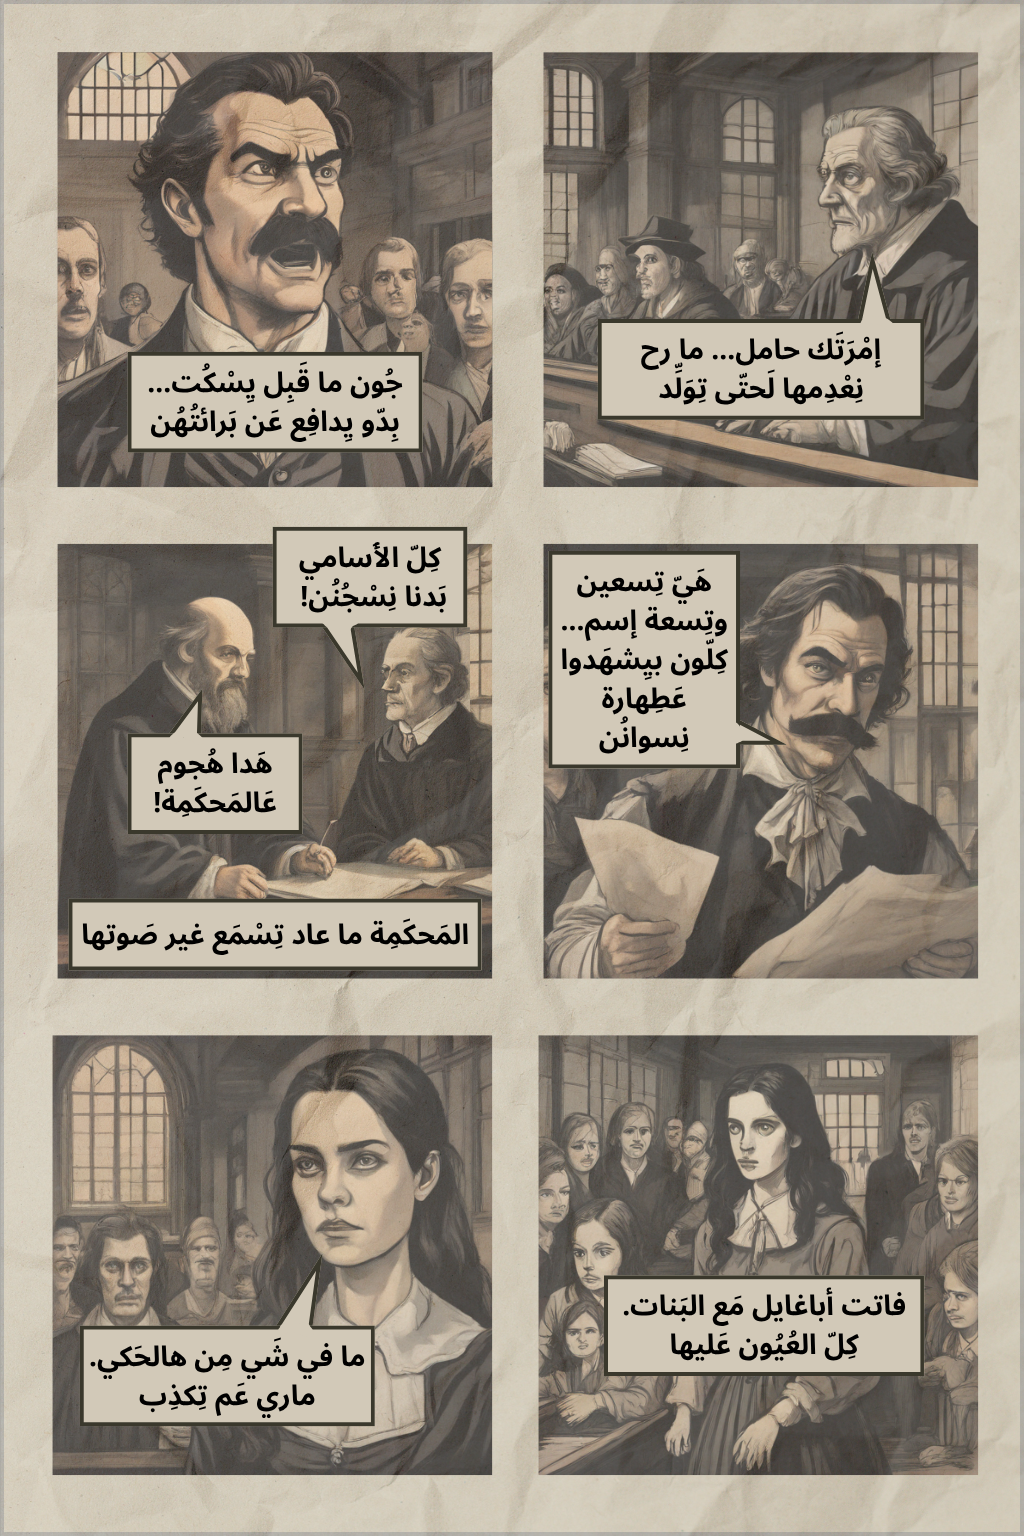 إمْرَتَك حامل... ما رح
نِعْدِمها لَحتّى تِوَلِّد
جُون ما قَبِل يِسْكُت...
بِدّو يِدافِع عَن بَرائتُهُن
هَيّ تِسعين
وتِسعة إسم...
كِلّون بيِشهَدوا
عَطِهارة
نِسوانُن
كِلّ الأسامي
بَدنا نِسْجُنُن!
هَدا هُجوم
عَالمَحكَمِة!
المَحكَمِة ما عاد تِسْمَع غير صَوتها
فاتت أباغايل مَع البَنات.
كِلّ العُيُون عَليها
ما في شَي مِن هالحَكي.
ماري عَم تِكذِب